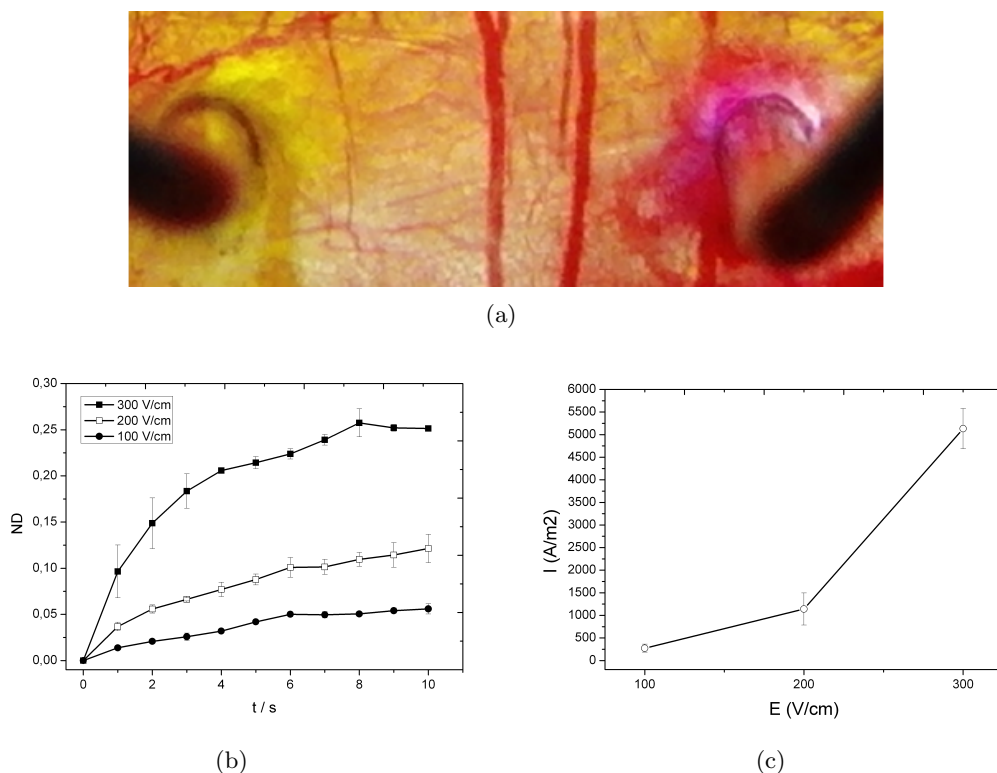 (a)
0,30
0,25
0,20
0,15
0,10
0,05
0,00
ND
300 V/cm
200 V/cm
100 V/cm
0 2 4 6 8 10
t / s
(b)
6000
5500
5000
4500
4000
3500
3000
2500
2000
1500
1000
500
0
I (A/m2)
100 200 300
E (V/cm)
(c)